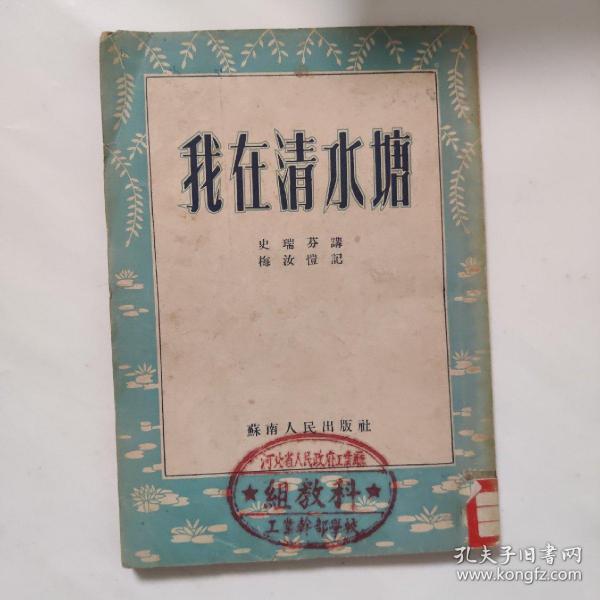 我在清水塘
史瑞芬講
梅汝愷記
蘇南人民出版社
河北省人民政府工業廳
★組教科★
工業幹部學校
孔夫子旧书网
www.kongfz.com